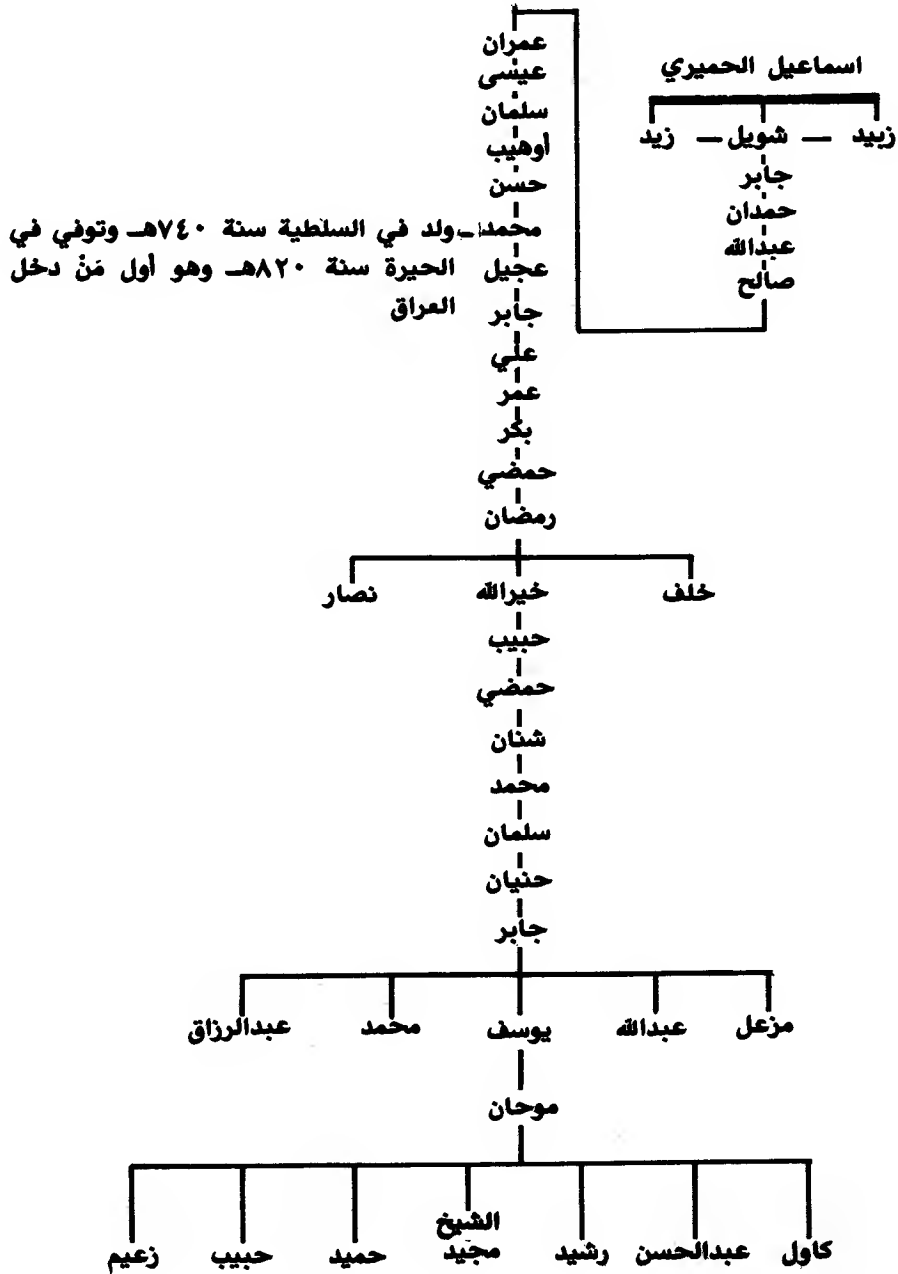 اسماعيل الحميري
زبيد – شويل – زيد
جابر
حمدان
عبدالله
صالح
عمران
عيسى
سلمان
أوهيب
حسن
محمد – ولد في السلطية سنة ٧٤٠هـ وتوفي في
عجيل الحيرة سنة ٨٢٠هـ وهو أول مَنْ دخل
جابر العراق
علي
عمر
بكر
حمضي
رمضان
خلف خيرالله نصار
حبيب
حمضي
شنان
محمد
سلمان
حنيان
جابر
مزعل عبدالله يوسف محمد عبدالرزاق
موحان
كاول عبدالحسن رشيد الشيخ مجيد حميد حبيب زعيم